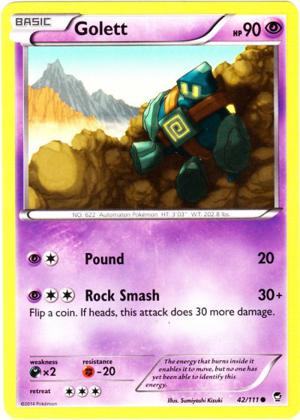 BASIC
Golett
HP90
NO. 622 Automaton Pokémon HT: 3'03" WT: 202.8 lbs.
Pound 20
Rock Smash 30+
Flip a coin. If heads, this attack does 30 more damage.
weakness resistance
×2 -20
retreat
The energy that burns inside it enables it to move, but no one has yet been able to identify this energy.
©2014 Pokémon
Illus. Sumiyoshi Kizuki
42/111